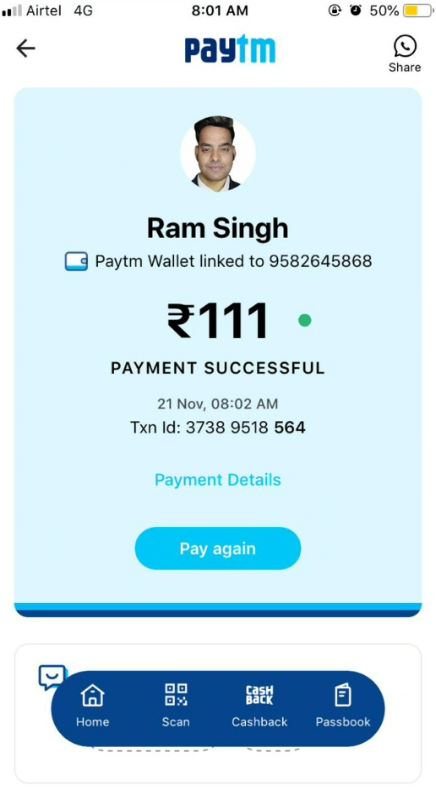 Airtel 4G 8:01 AM 50%
paytm
Share
Ram Singh
Paytm Wallet linked to 9582645868
₹111
PAYMENT SUCCESSFUL
21 Nov, 08:02 AM
Txn Id: 3738 9518 564
Payment Details
Pay again
CASH
BACK
Home Scan Cashback Passbook